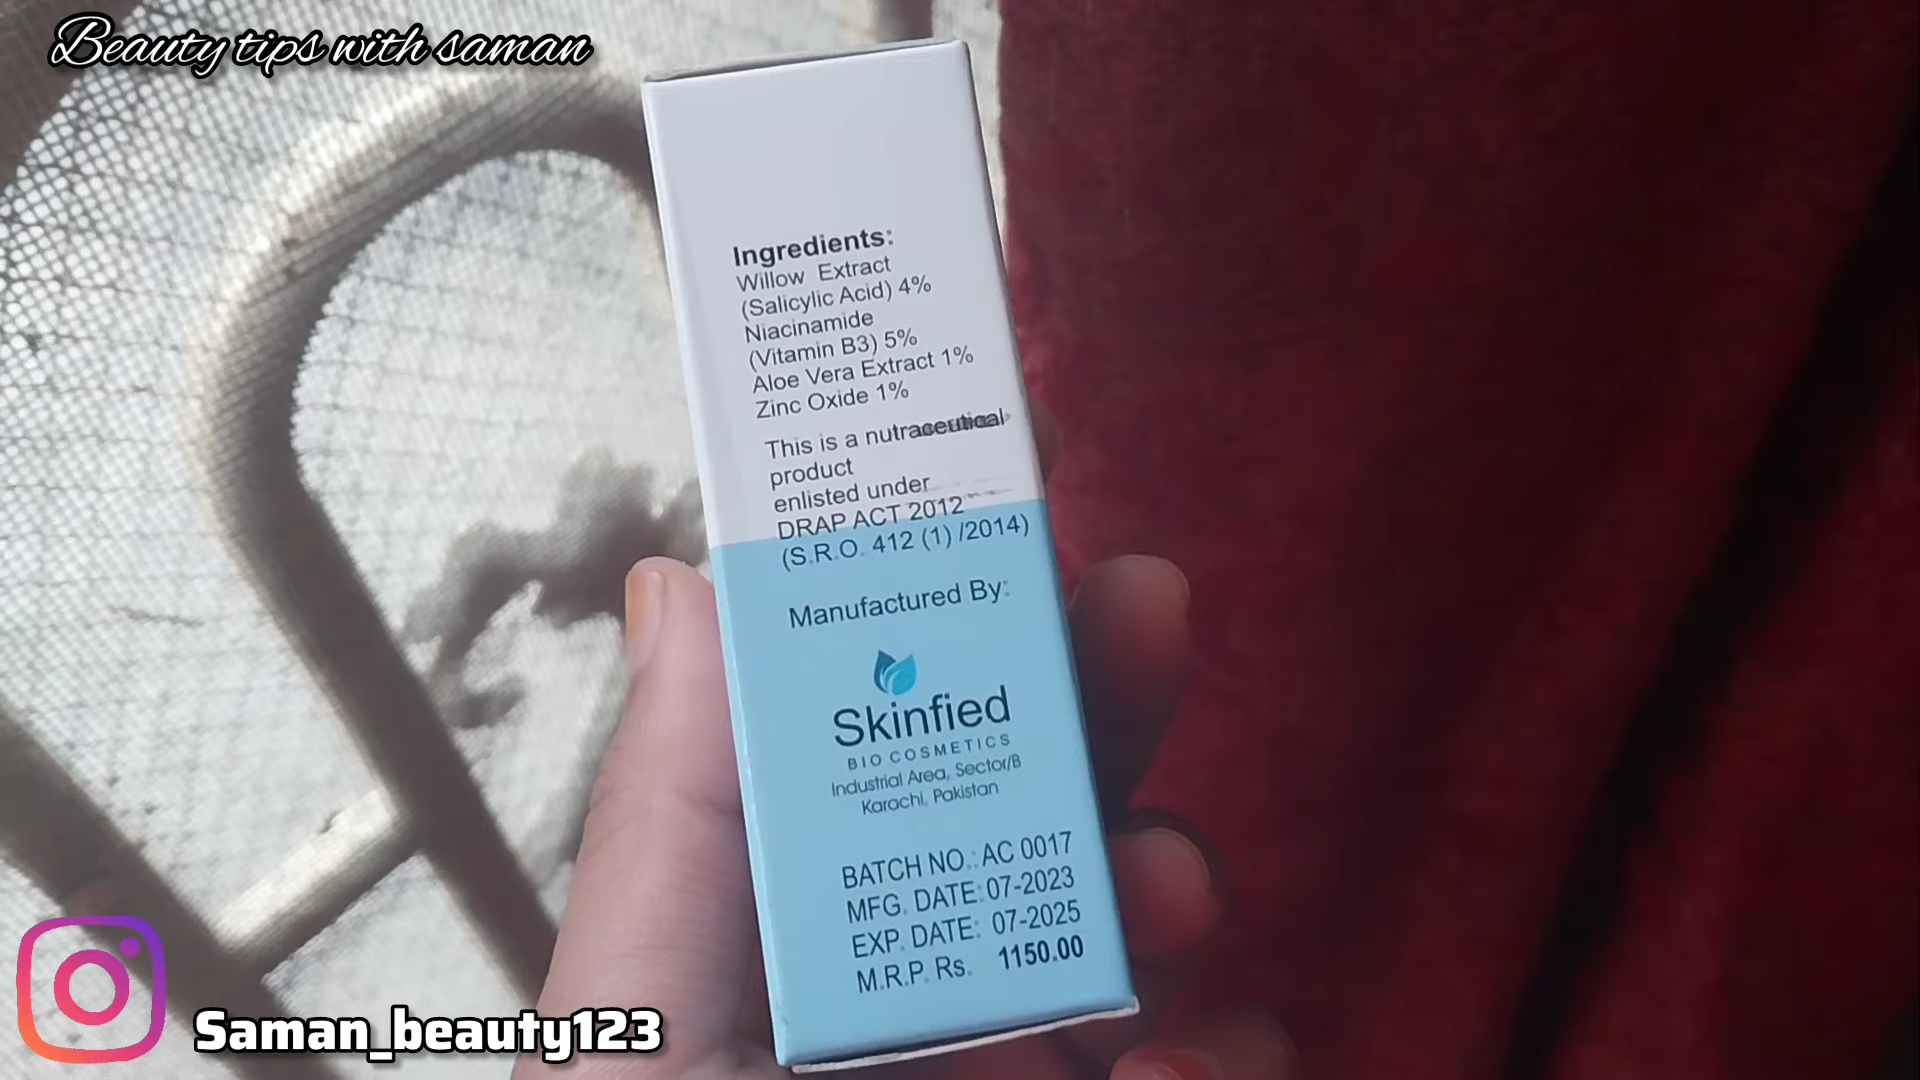 Beauty tips with saman
Ingredients:
Willow Extract
(Salicylic Acid) 4%
Niacinamide
(Vitamin B3) 5%
Aloe Vera Extract 1%
Zinc Oxide 1%
This is a nutraceutical
product
enlisted under
DRAP ACT 2012
(S.R.O. 412 (1) /2014)
Manufactured By:
Skinfied
BIO COSMETICS
Industrial Area, Sector/B
Karachi, Pakistan
BATCH NO.: AC 0017
MFG. DATE: 07-2023
EXP. DATE: 07-2025
M.R.P. Rs. 1150.00
Saman_beauty123